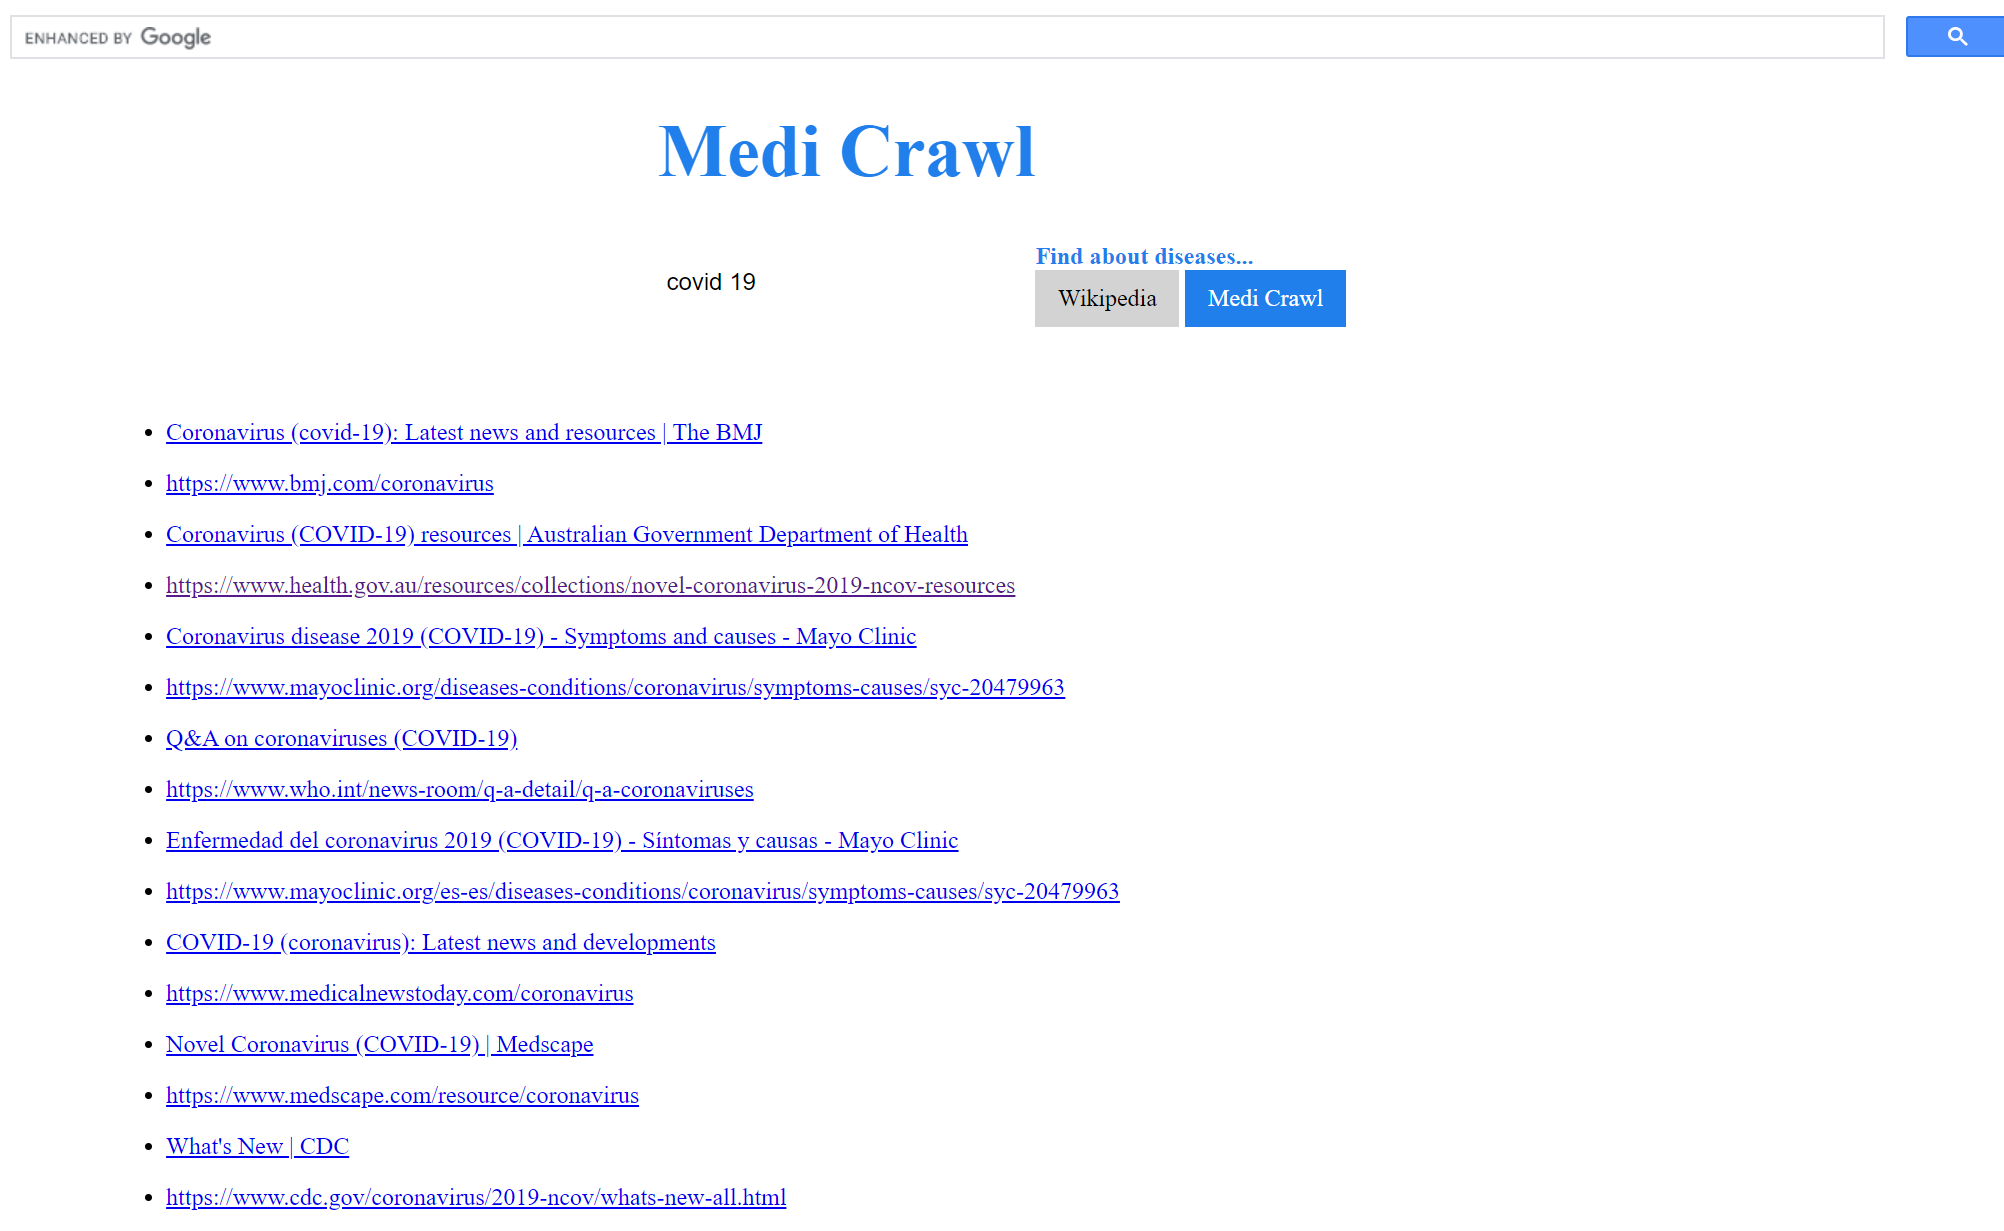 ENHANCED BY Google
Medi Crawl
Find about diseases...
covid 19
Wikipedia Medi Crawl
Coronavirus (covid-19): Latest news and resources | The BMJ
https://www.bmj.com/coronavirus
Coronavirus (COVID-19) resources | Australian Government Department of Health
https://www.health.gov.au/resources/collections/novel-coronavirus-2019-ncov-resources
Coronavirus disease 2019 (COVID-19) - Symptoms and causes - Mayo Clinic
https://www.mayoclinic.org/diseases-conditions/coronavirus/symptoms-causes/syc-20479963
Q&A on coronaviruses (COVID-19)
https://www.who.int/news-room/q-a-detail/q-a-coronaviruses
Enfermedad del coronavirus 2019 (COVID-19) - Síntomas y causas - Mayo Clinic
https://www.mayoclinic.org/es-es/diseases-conditions/coronavirus/symptoms-causes/syc-20479963
COVID-19 (coronavirus): Latest news and developments
https://www.medicalnewstoday.com/coronavirus
Novel Coronavirus (COVID-19) | Medscape
https://www.medscape.com/resource/coronavirus
What's New | CDC
https://www.cdc.gov/coronavirus/2019-ncov/whats-new-all.html